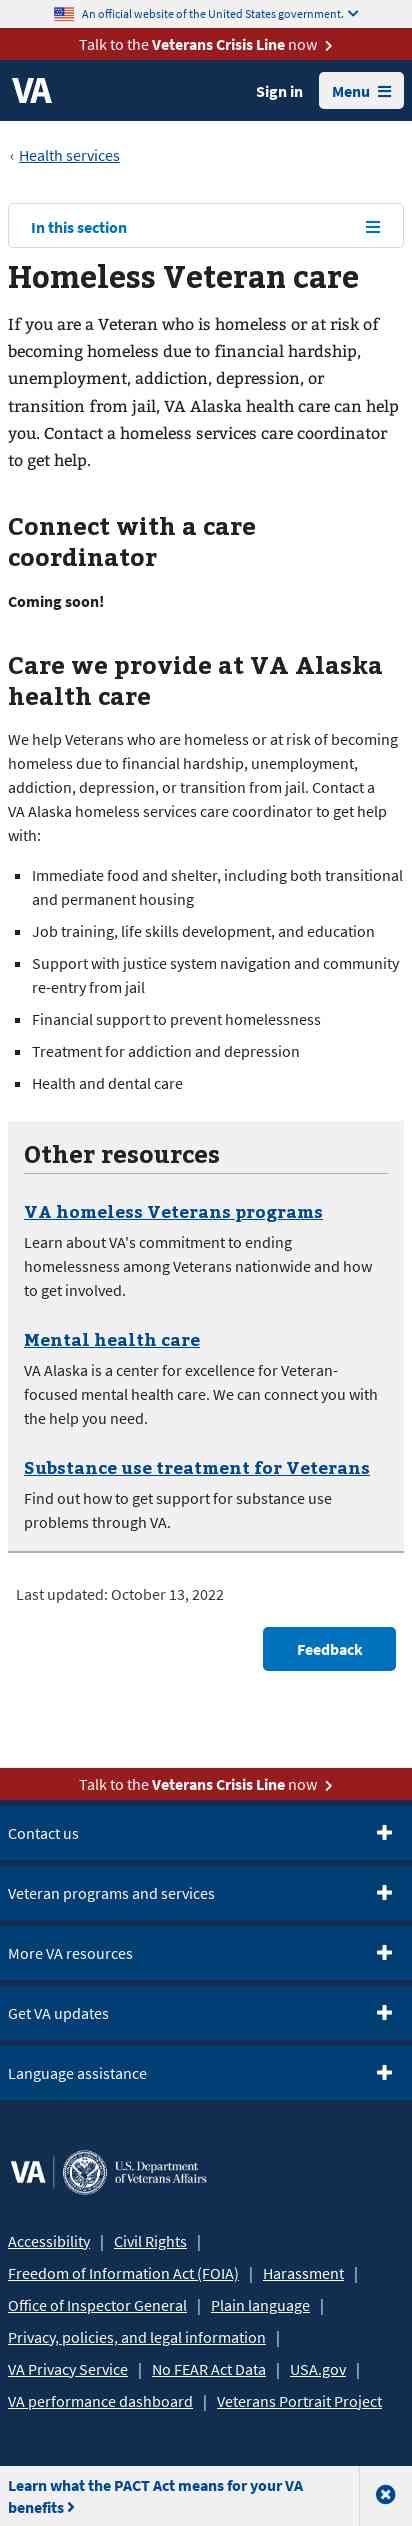 An official website of the United States government.
Talk to the Veterans Crisis Line now
VA
Sign in
Menu
‹ Health services
In this section
Homeless Veteran care
If you are a Veteran who is homeless or at risk of
becoming homeless due to financial hardship,
unemployment, addiction, depression, or
transition from jail, VA Alaska health care can help
you. Contact a homeless services care coordinator
to get help.
Connect with a care
coordinator
Coming soon!
Care we provide at VA Alaska
health care
We help Veterans who are homeless or at risk of becoming
homeless due to financial hardship, unemployment,
addiction, depression, or transition from jail. Contact a
VA Alaska homeless services care coordinator to get help
with:
Immediate food and shelter, including both transitional
and permanent housing
Job training, life skills development, and education
Support with justice system navigation and community
re-entry from jail
Financial support to prevent homelessness
Treatment for addiction and depression
Health and dental care
Other resources
VA homeless Veterans programs
Learn about VA's commitment to ending
homelessness among Veterans nationwide and how
to get involved.
Mental health care
VA Alaska is a center for excellence for Veteran-
focused mental health care. We can connect you with
the help you need.
Substance use treatment for Veterans
Find out how to get support for substance use
problems through VA.
Last updated: October 13, 2022
Feedback
Talk to the Veterans Crisis Line now
Contact us
Veteran programs and services
More VA resources
Get VA updates
Language assistance
VA
U.S. Department
of Veterans Affairs
Accessibility | Civil Rights |
Freedom of Information Act (FOIA) | Harassment |
Office of Inspector General | Plain language |
Privacy, policies, and legal information |
VA Privacy Service | No FEAR Act Data | USA.gov |
VA performance dashboard | Veterans Portrait Project
Learn what the PACT Act means for your VA
benefits